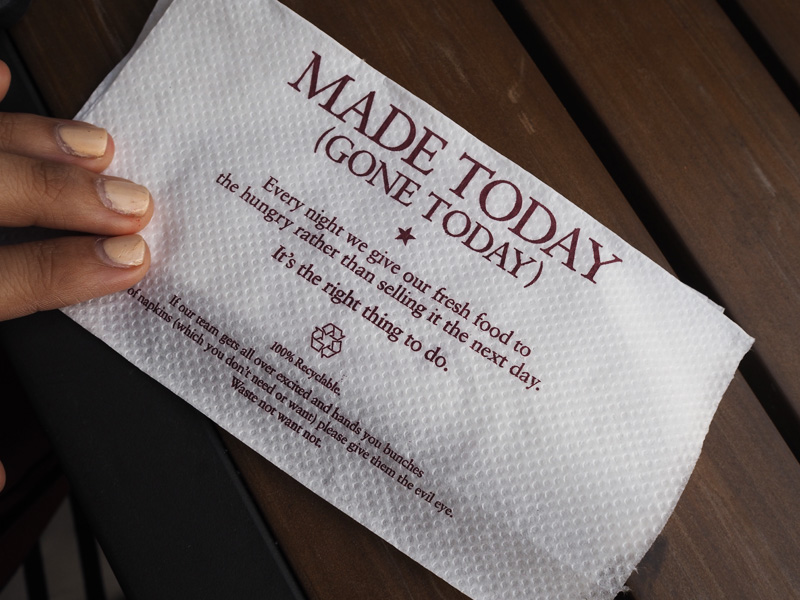 MADE TODAY
(GONE TODAY)
Every night we give our fresh food to
the hungry rather than selling it the next day.
It's the right thing to do.
100% Recyclable.
If our team gets all over excited and hands you bunches
of napkins (which you don't need or want) please give them the evil eye.
Waste not want not.